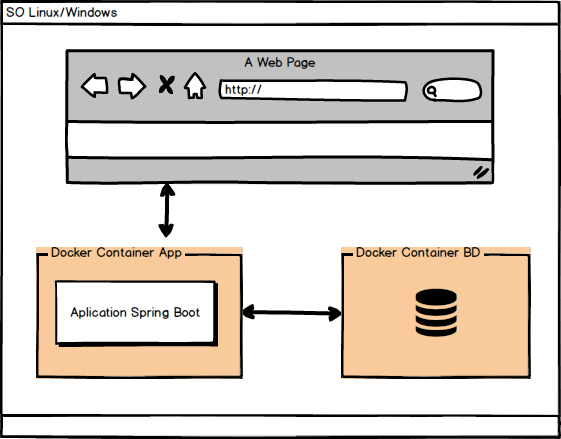 SO Linux/Windows
A Web Page
http://
Docker Container App
Docker Container BD
Aplication Spring Boot